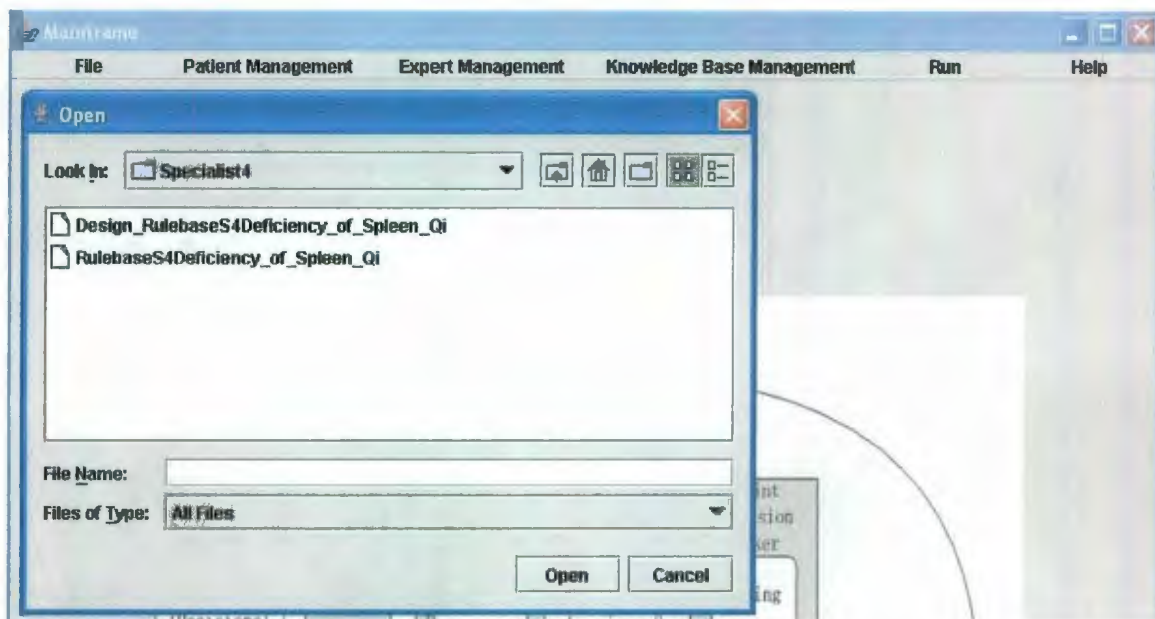 Mainframe
File Patient Management Expert Management Knowledge Base Management Run Help
Open
Look In: Specialist4
Design_RulebaseS4Deficiency_of_Spleen_Qi
RulebaseS4Deficiency_of_Spleen_Qi
File Name:
Files of Type: All Files
Open Cancel